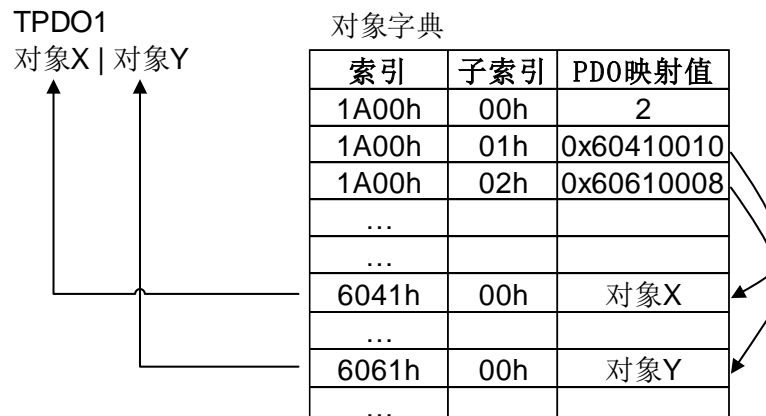 TPDO1
对象X | 对象Y
对象字典
索引 子索引 PDO映射值
1A00h 00h 2
1A00h 01h 0x60410010
1A00h 02h 0x60610008
...
...
6041h 00h 对象X
...
6061h 00h 对象Y
...